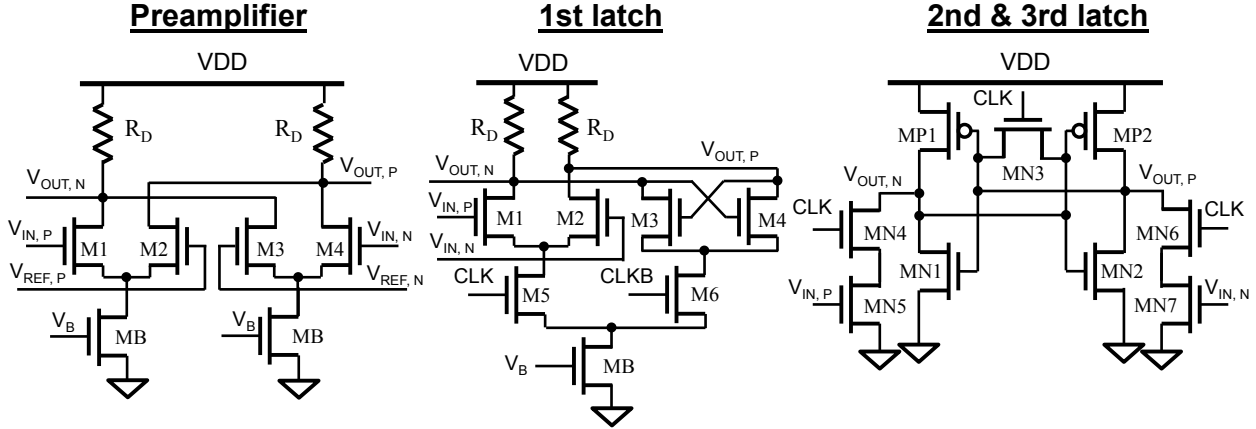 Preamplifier
VDD
R_D
R_D
V_OUT, N
V_OUT, P
V_IN, P
M1
M2
M3
M4
V_IN, N
V_REF, P
V_REF, N
V_B
MB
V_B
MB
1st latch
VDD
R_D
R_D
V_OUT, P
V_OUT, N
V_IN, P
M1
M2
M3
M4
V_IN, N
CLK
M5
CLKB
M6
V_B
MB
2nd & 3rd latch
VDD
CLK
MP1
MP2
MN3
V_OUT, N
V_OUT, P
CLK
MN4
MN6
CLK
MN1
MN2
V_IN, P
MN5
MN7
V_IN, N